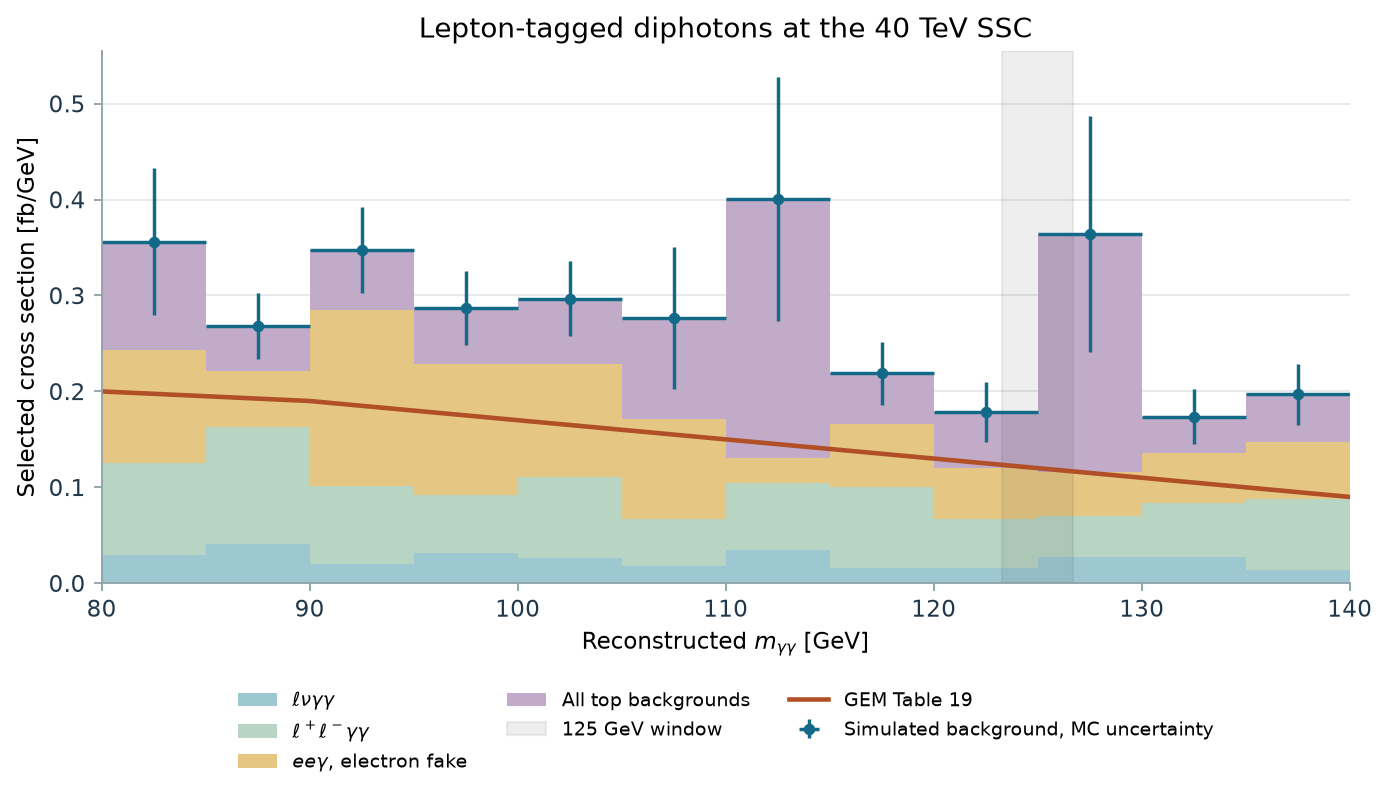 Lepton-tagged diphotons at the 40 TeV SSC
Selected cross section [fb/GeV]
0.5
0.4
0.3
0.2
0.1
0.0
80 90 100 110 120 130 140
Reconstructed mγγ [GeV]
ℓνγγ
ℓ⁺ℓ⁻γγ
eeγ, electron fake
All top backgrounds
125 GeV window
GEM Table 19
Simulated background, MC uncertainty